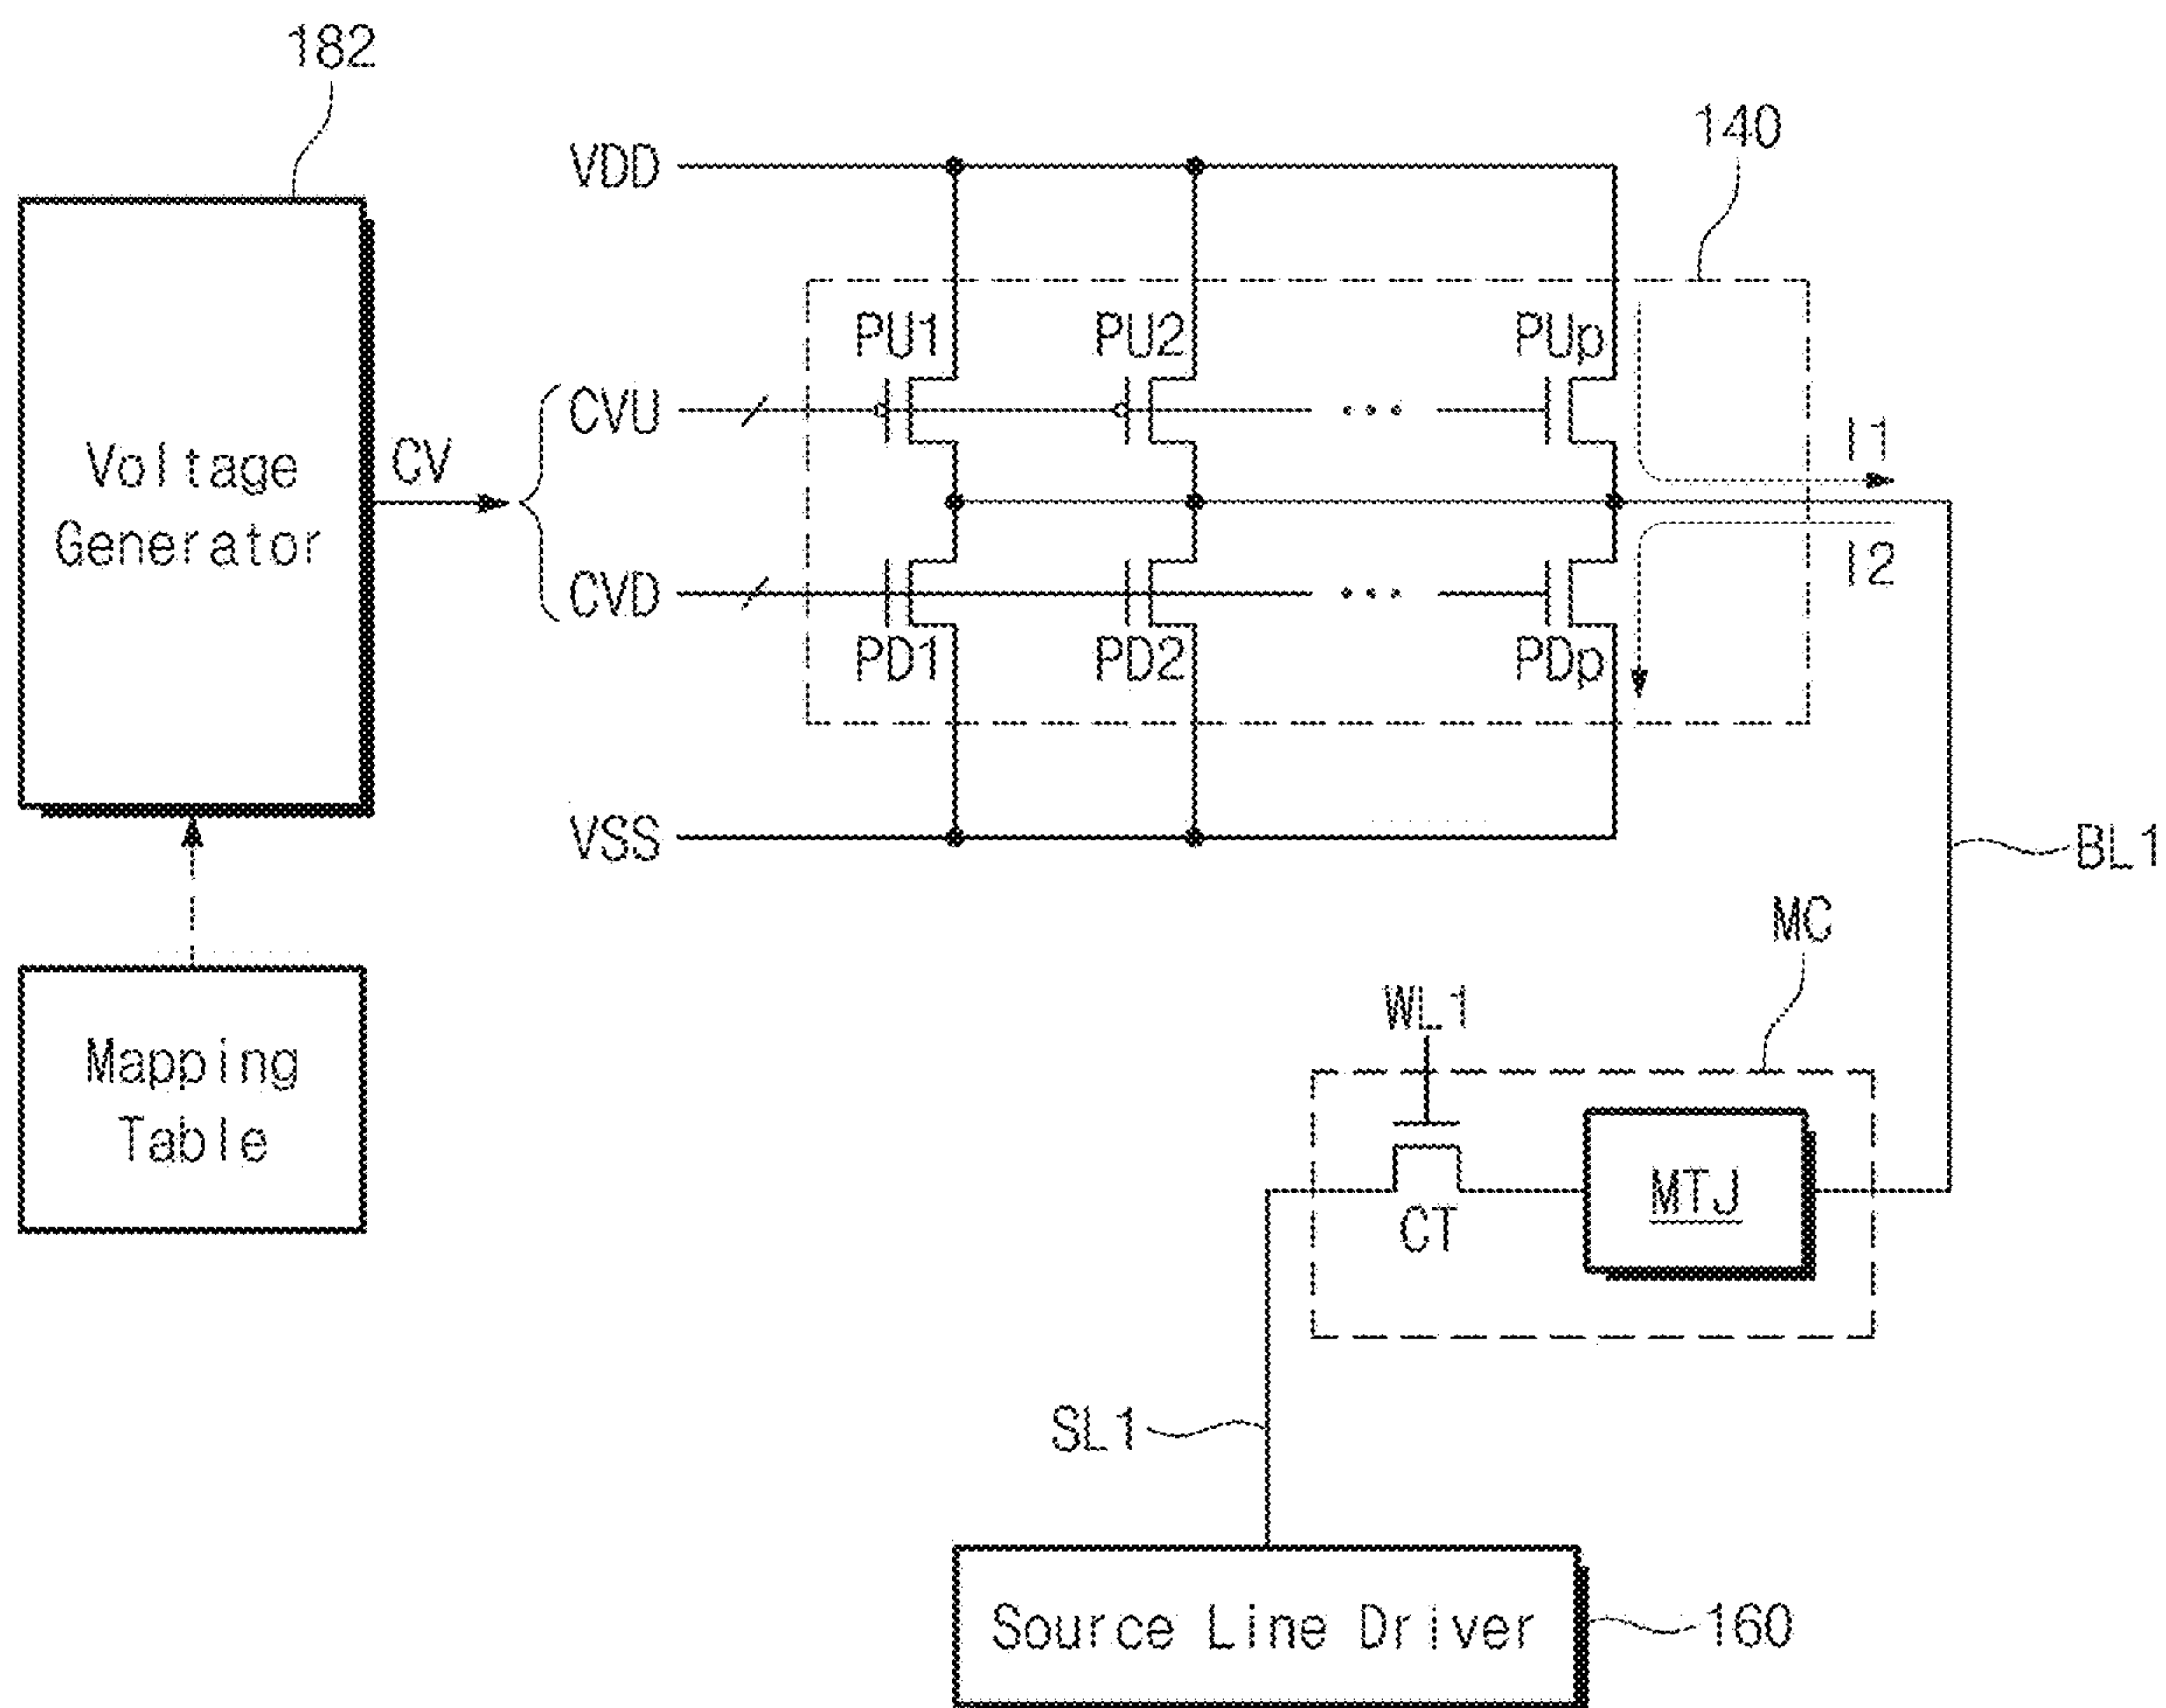 182
140
VDD
PU1
PU2
PUp
Voltage
Generator
CV
CVU
...
I1
CVD
...
I2
PD1
PD2
PDp
VSS
BL1
Mapping
Table
MC
WL1
CT
MTJ
SL1
Source Line Driver
160